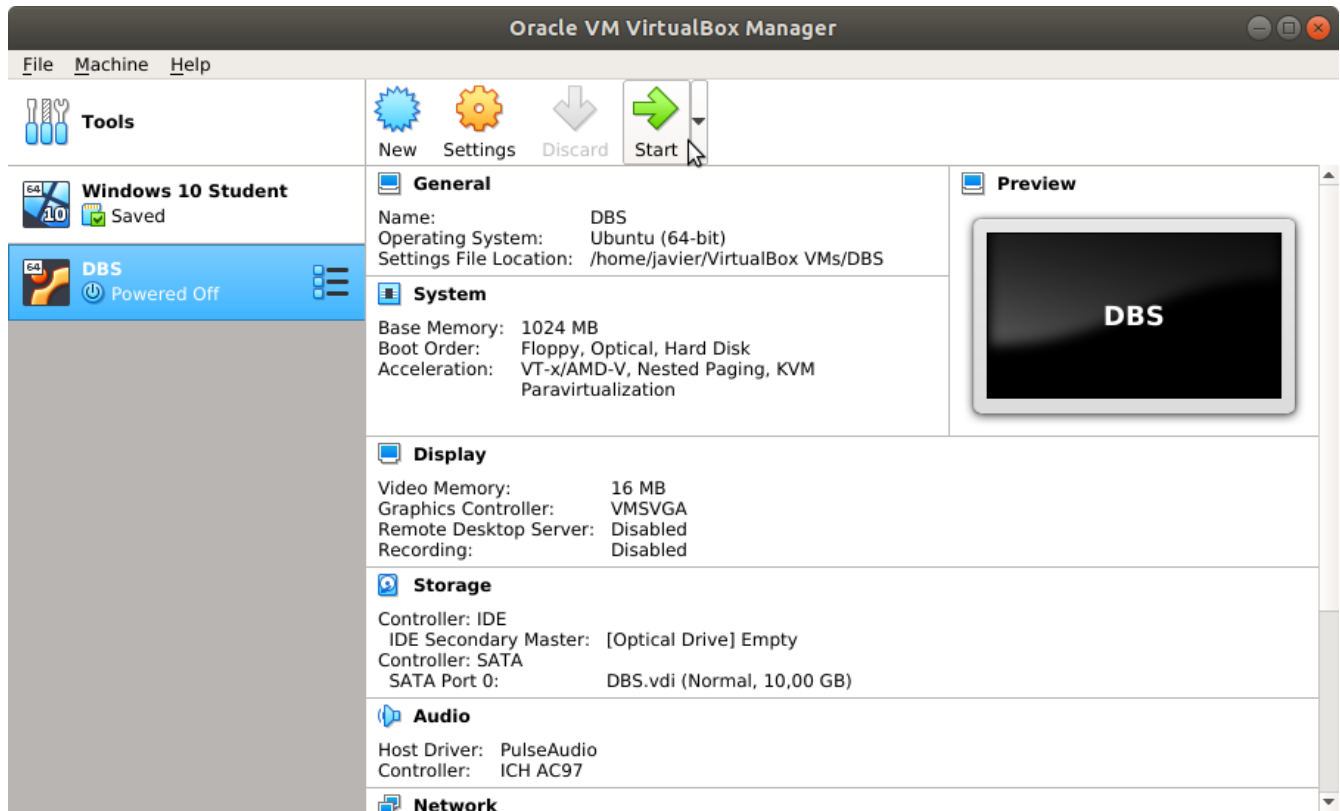 Oracle VM VirtualBox Manager
File Machine Help
Tools
New Settings Discard Start
64
10
Windows 10 Student
Saved
64
DBS
Powered Off
General
Name: DBS
Operating System: Ubuntu (64-bit)
Settings File Location: /home/javier/VirtualBox VMs/DBS
Preview
DBS
System
Base Memory: 1024 MB
Boot Order: Floppy, Optical, Hard Disk
Acceleration: VT-x/AMD-V, Nested Paging, KVM
Paravirtualization
Display
Video Memory: 16 MB
Graphics Controller: VMSVGA
Remote Desktop Server: Disabled
Recording: Disabled
Storage
Controller: IDE
IDE Secondary Master: [Optical Drive] Empty
Controller: SATA
SATA Port 0: DBS.vdi (Normal, 10,00 GB)
Audio
Host Driver: PulseAudio
Controller: ICH AC97
Network